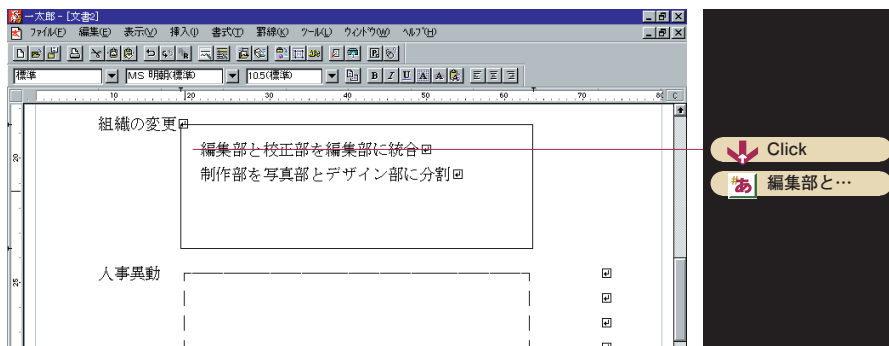 一太郎 - [文書2]
ファイル(F) 編集(E) 表示(V) 挿入(I) 書式(T) 罫線(K) ツール(L) ウィンドウ(W) ヘルプ(H)
標準 MS 明朝(標準) 10.5(標準) B I U A A
10 20 30 40 50 60 70 80 C
組織の変更
編集部と校正部を編集部に統合
制作部を写真部とデザイン部に分割
20
人事異動
25
Click
あ 編集部と…